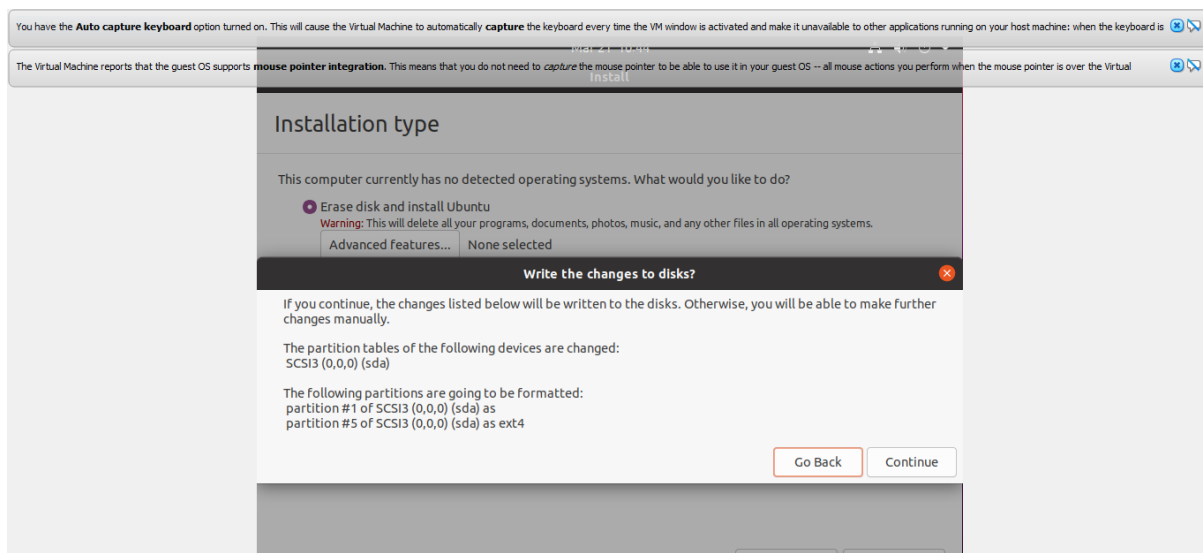 You have the Auto capture keyboard option turned on. This will cause the Virtual Machine to automatically capture the keyboard every time the VM window is activated and make it unavailable to other applications running on your host machine: when the keyboard is
Mar 21 10:44
The Virtual Machine reports that the guest OS supports mouse pointer integration. This means that you do not need to capture the mouse pointer to be able to use it in your guest OS -- all mouse actions you perform when the mouse pointer is over the Virtual
Install
Installation type
This computer currently has no detected operating systems. What would you like to do?
Erase disk and install Ubuntu
Warning: This will delete all your programs, documents, photos, music, and any other files in all operating systems.
Advanced features... None selected
Write the changes to disks?
If you continue, the changes listed below will be written to the disks. Otherwise, you will be able to make further
changes manually.
The partition tables of the following devices are changed:
SCSI3 (0,0,0) (sda)
The following partitions are going to be formatted:
partition #1 of SCSI3 (0,0,0) (sda) as
partition #5 of SCSI3 (0,0,0) (sda) as ext4
Go Back Continue